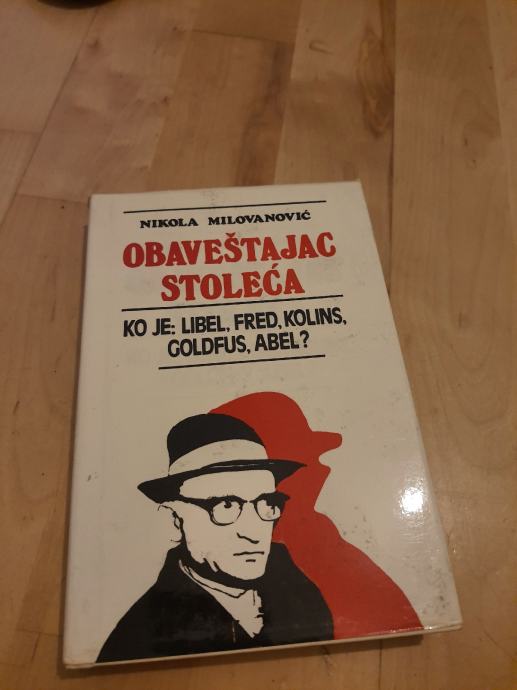 NIKOLA MILOVANOVIĆ
OBAVEŠTAJAC
STOLEĆA
KO JE: LIBEL, FRED, KOLINS,
GOLDFUS, ABEL?